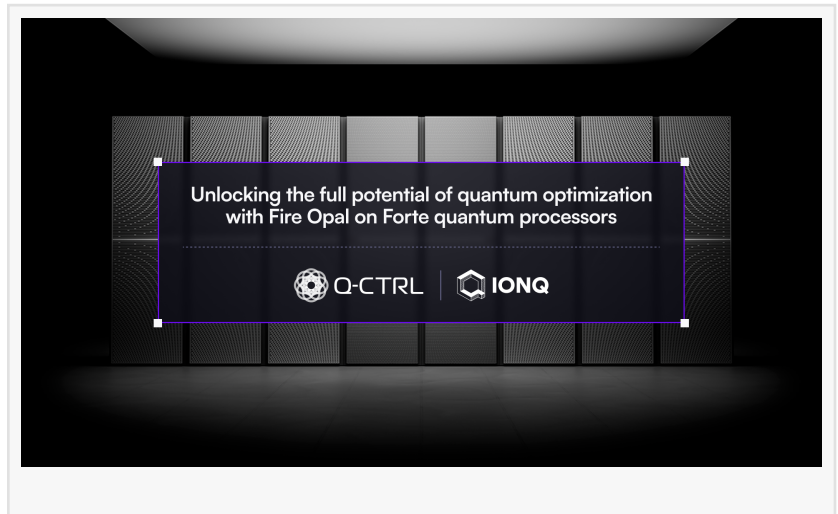 Unlocking the full potential of quantum optimization
with Fire Opal on Forte quantum processors
Q-CTRL
IONQ